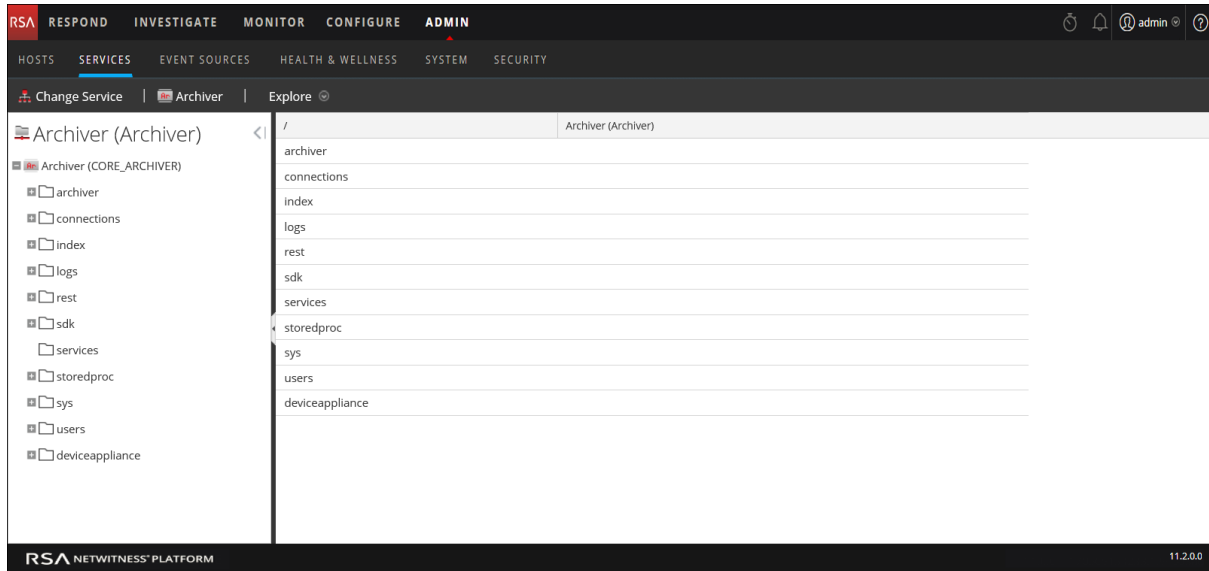 RSA RESPOND INVESTIGATE MONITOR CONFIGURE ADMIN admin
HOSTS SERVICES EVENT SOURCES HEALTH & WELLNESS SYSTEM SECURITY
Change Service | Archiver | Explore
Archiver (Archiver)
Archiver (CORE_ARCHIVER)
archiver
connections
index
logs
rest
sdk
services
storedproc
sys
users
deviceappliance
/ Archiver (Archiver)
archiver
connections
index
logs
rest
sdk
services
storedproc
sys
users
deviceappliance
RSA NETWITNESS® PLATFORM 11.2.0.0